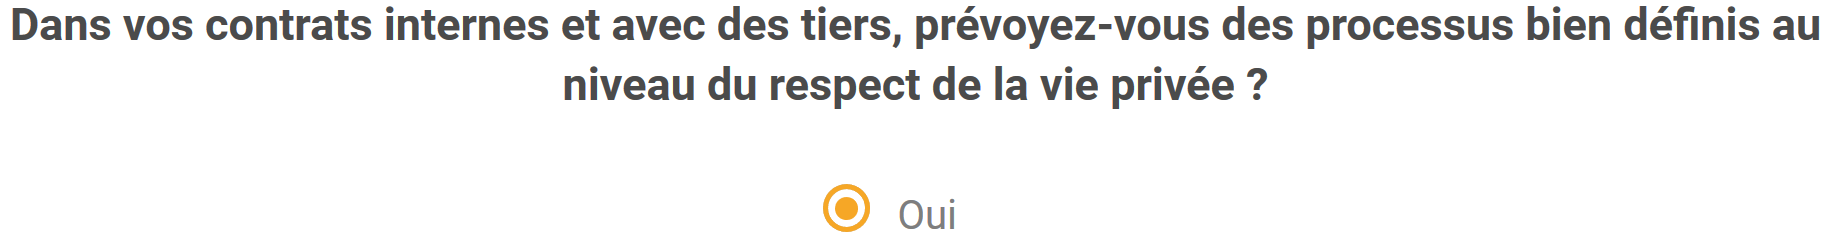 Dans vos contrats internes et avec des tiers, prévoyez-vous des processus bien définis au
niveau du respect de la vie privée ?
Oui